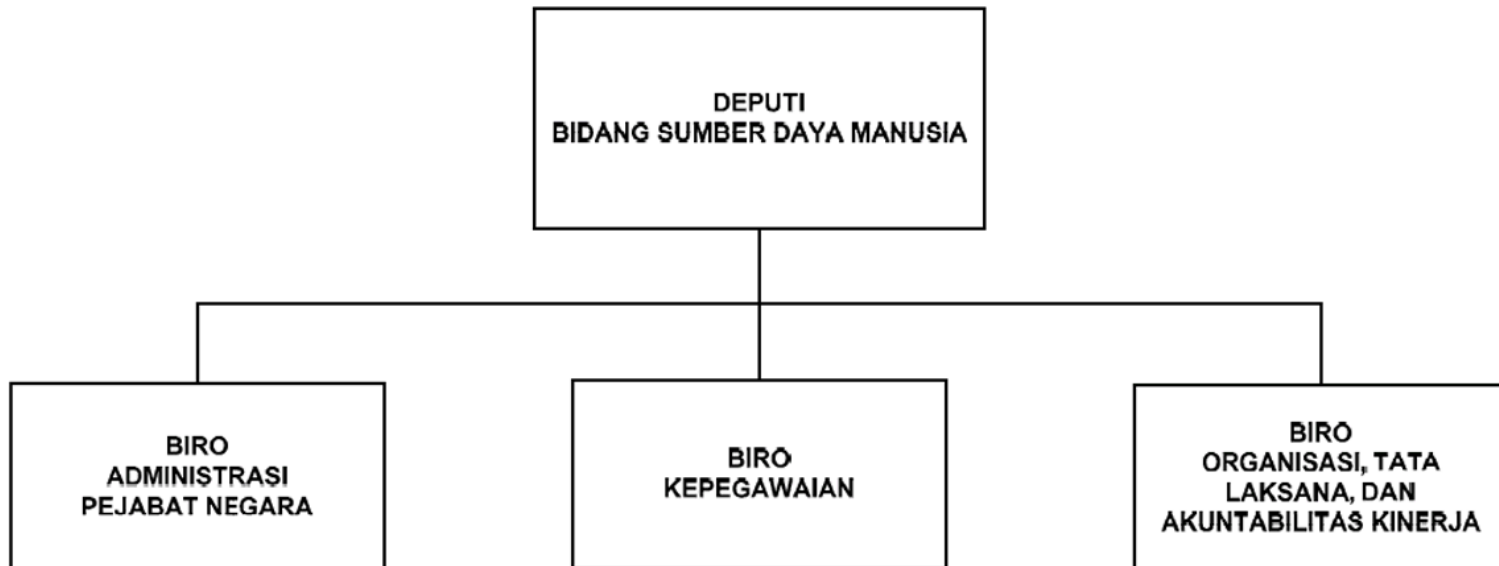 DEPUTI
BIDANG SUMBER DAYA MANUSIA
BIRO
ADMINISTRASI
PEJABAT NEGARA
BIRO
KEPEGAWAIAN
BIRO
ORGANISASI, TATA
LAKSANA, DAN
AKUNTABILITAS KINERJA